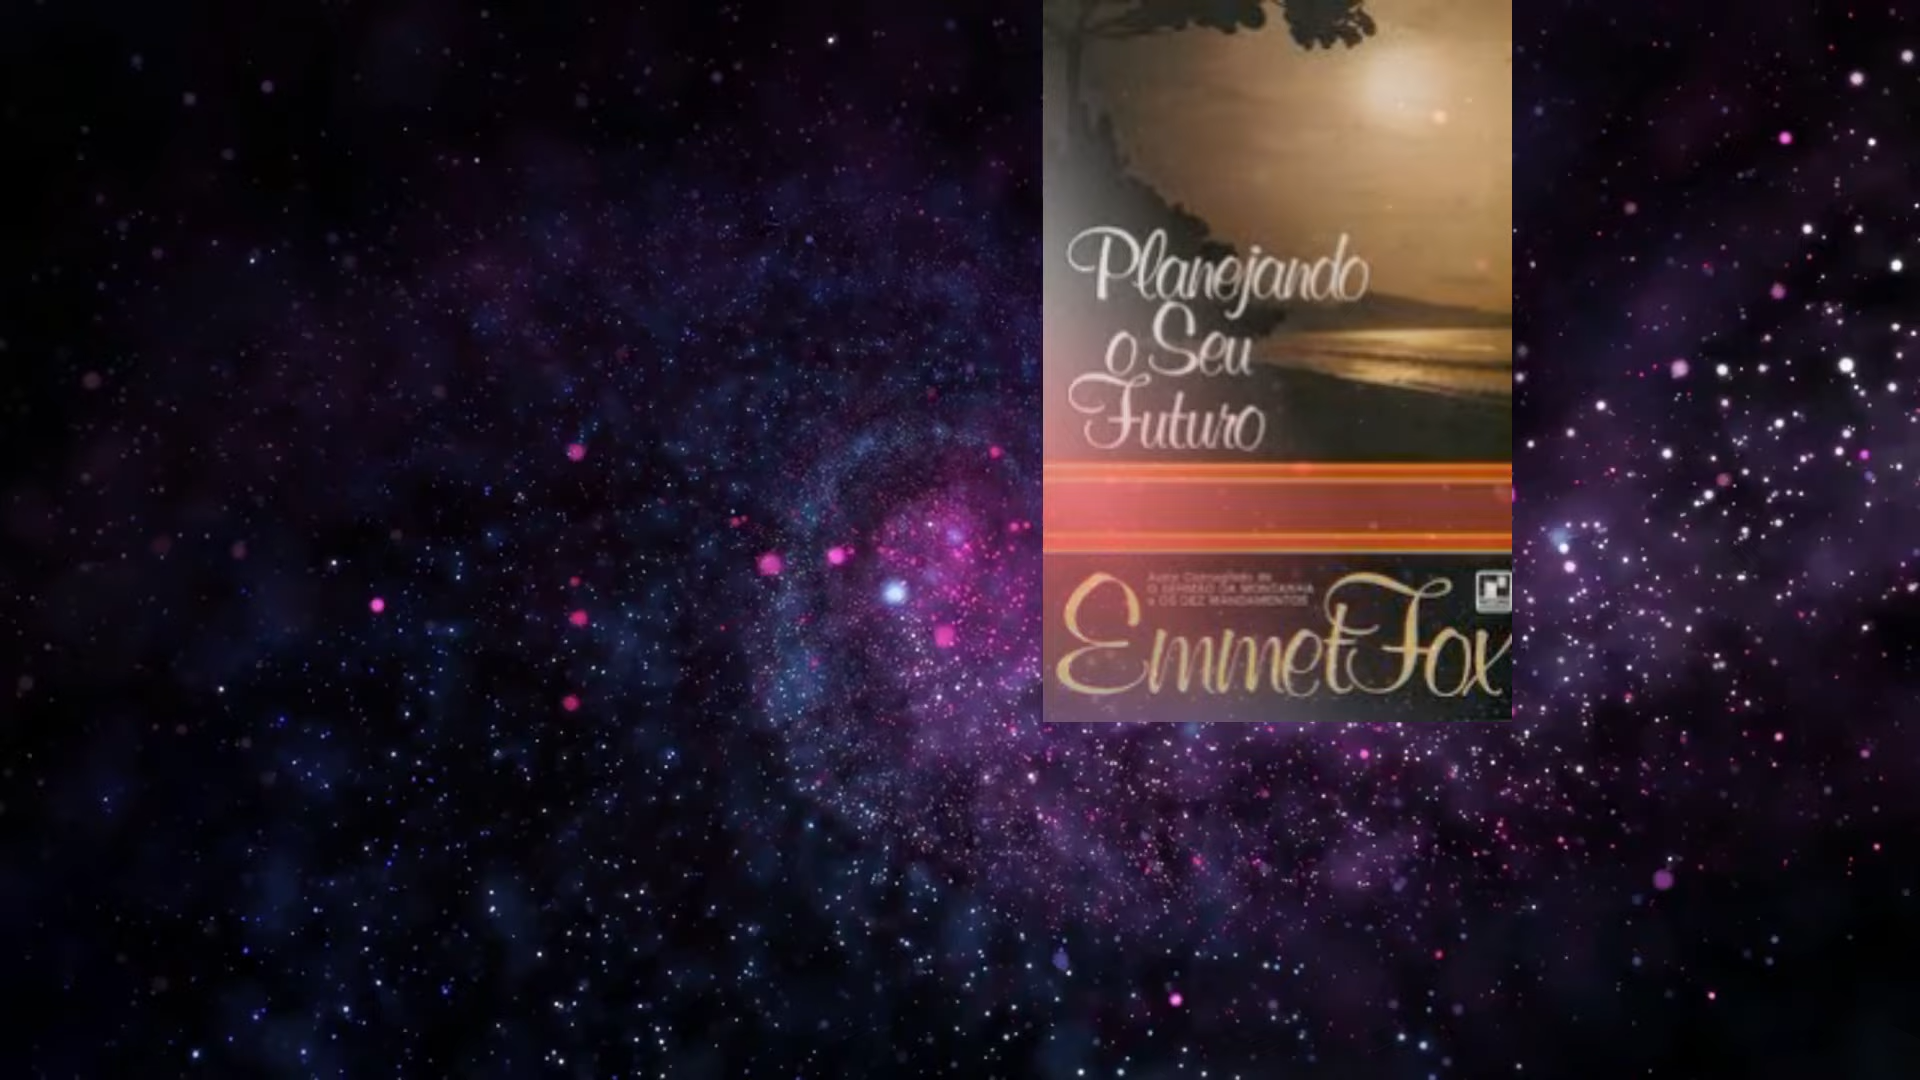 Planejando
o Seu
Futuro
Autor Consagrado de
O SERMÃO DA MONTANHA
e OS DEZ MANDAMENTOS
Emmet Fox